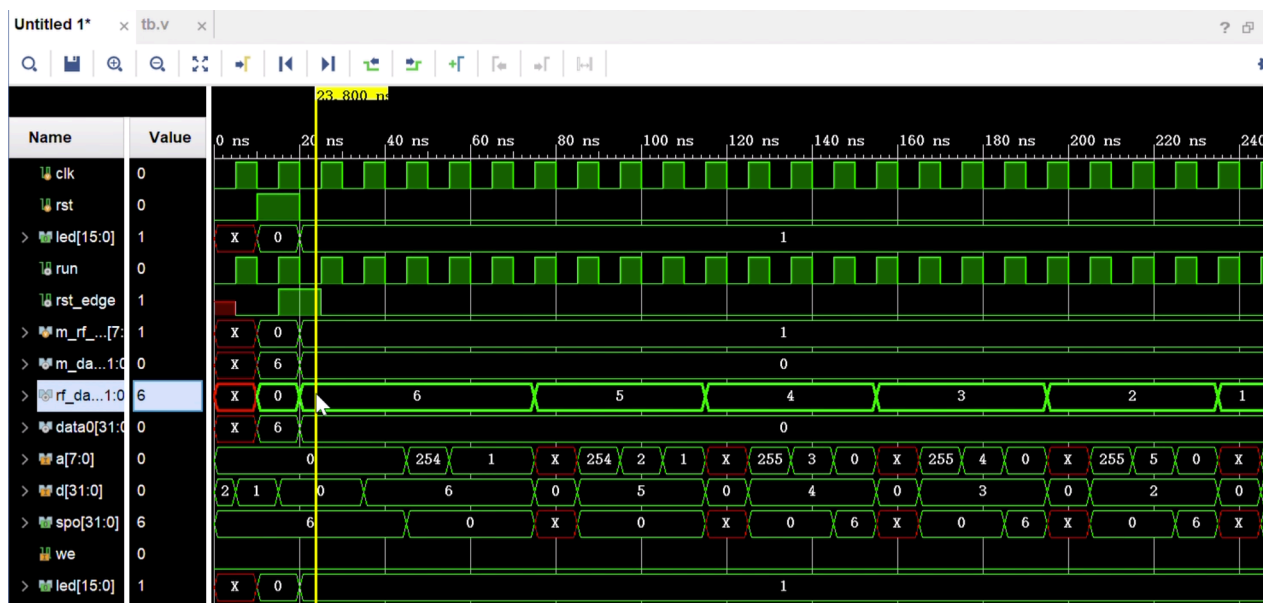 Untitled 1* × tb.v ×
?
23.800 ns
Name Value
0 ns 20 ns 40 ns 60 ns 80 ns 100 ns 120 ns 140 ns 160 ns 180 ns 200 ns 220 ns 240
clk 0
rst 0
led[15:0] 1 X 0 1
run 0
rst_edge 1
m_rf_...[7: 1 X 0 1
m_da...1:0 0 X 6 0
rf_da...1:0 6 X 0 6 5 4 3 2 1
data0[31:0 0 X 6 0
a[7:0] 0 0 254 1 X 254 2 1 X 255 3 0 X 255 4 0 X 255 5 0 X
d[31:0] 0 2 1 0 6 0 5 0 4 0 3 0 2 0
spo[31:0] 6 6 0 X 0 X 0 6 X 0 6 X 0 6 X
we 0
led[15:0] 1 X 0 1